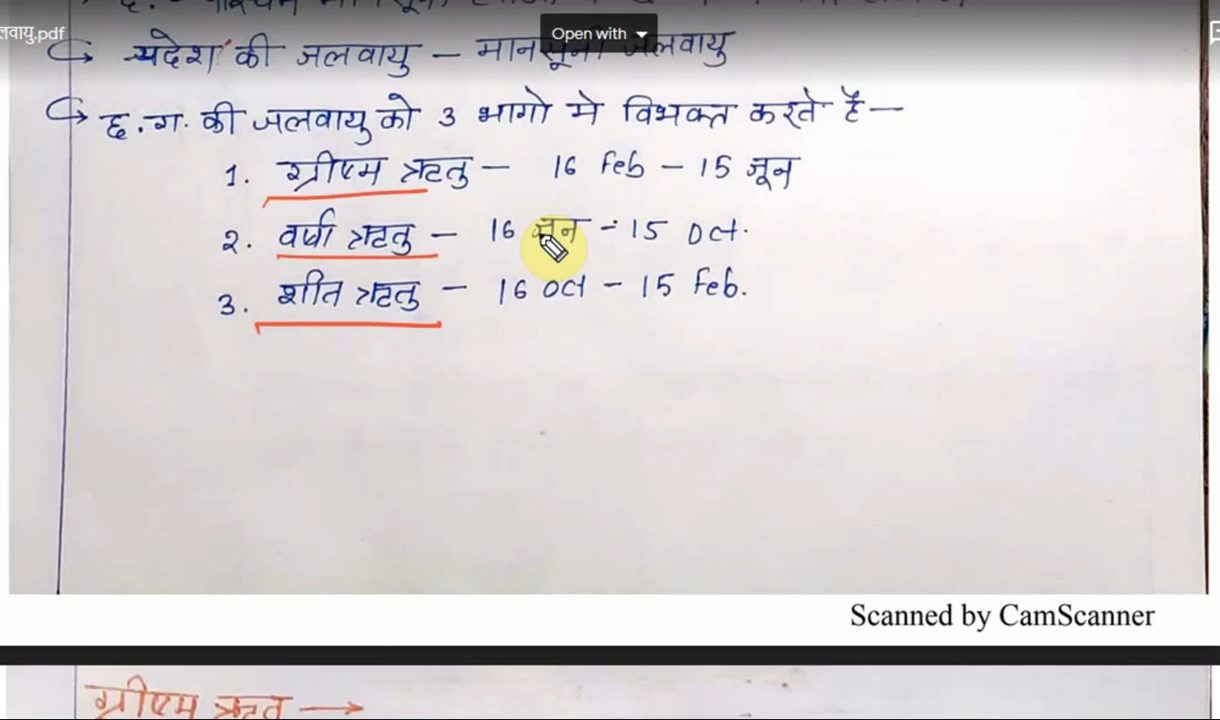 लवायु.pdf
Open with
↳ प्रदेश की जलवायु – मानसूनी जलवायु
↳ छ.ग. की जलवायु को 3 भागो मे विभक्त करते है –
1. ग्रीष्म ऋतु – 16 Feb – 15 जून
2. वर्षा ऋतु – 16 जून – 15 Oct.
3. शीत ऋतु – 16 Oct – 15 Feb.
Scanned by CamScanner
ग्रीष्म ऋतु →